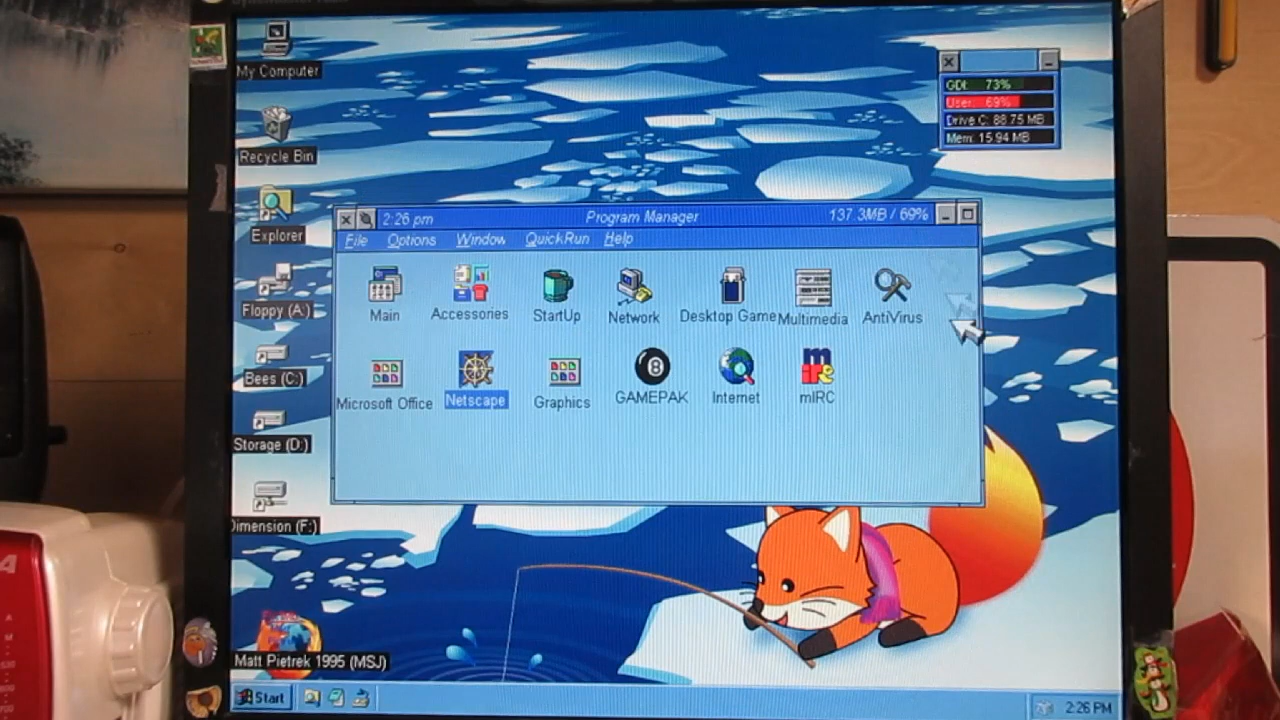 My Computer
Recycle Bin
Explorer
Floppy (A:)
Bees (C:)
Storage (D:)
Dimension (F:)
Matt Pietrek 1995 (MSJ)
GDI: 73%
User: 69%
Drive C: 88.75 MB
Mem: 15.94 MB
2:26 pm Program Manager 137.3MB / 69%
File Options Window QuickRun Help
Main Accessories StartUp Network Desktop Game Multimedia AntiVirus
Microsoft Office Netscape Graphics GAMEPAK Internet mIRC
Start
2:26 PM